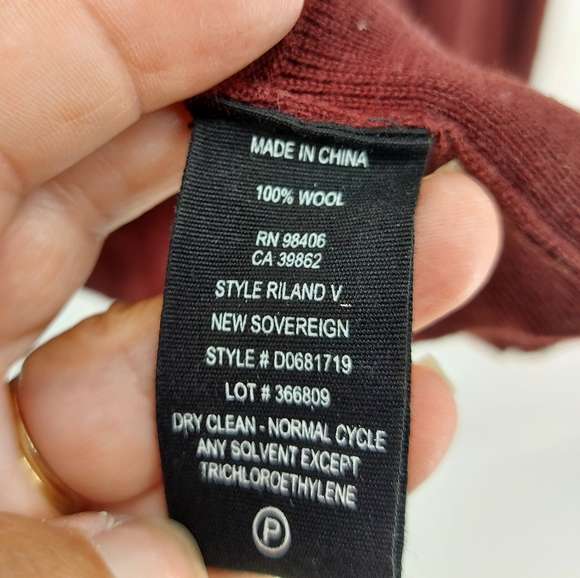 MADE IN CHINA
100% WOOL
RN 98406
CA 39862
STYLE RILAND V_
NEW SOVEREIGN
STYLE # D0681719
LOT # 366809
DRY CLEAN - NORMAL CYCLE
ANY SOLVENT EXCEPT
TRICHLOROETHYLENE
P